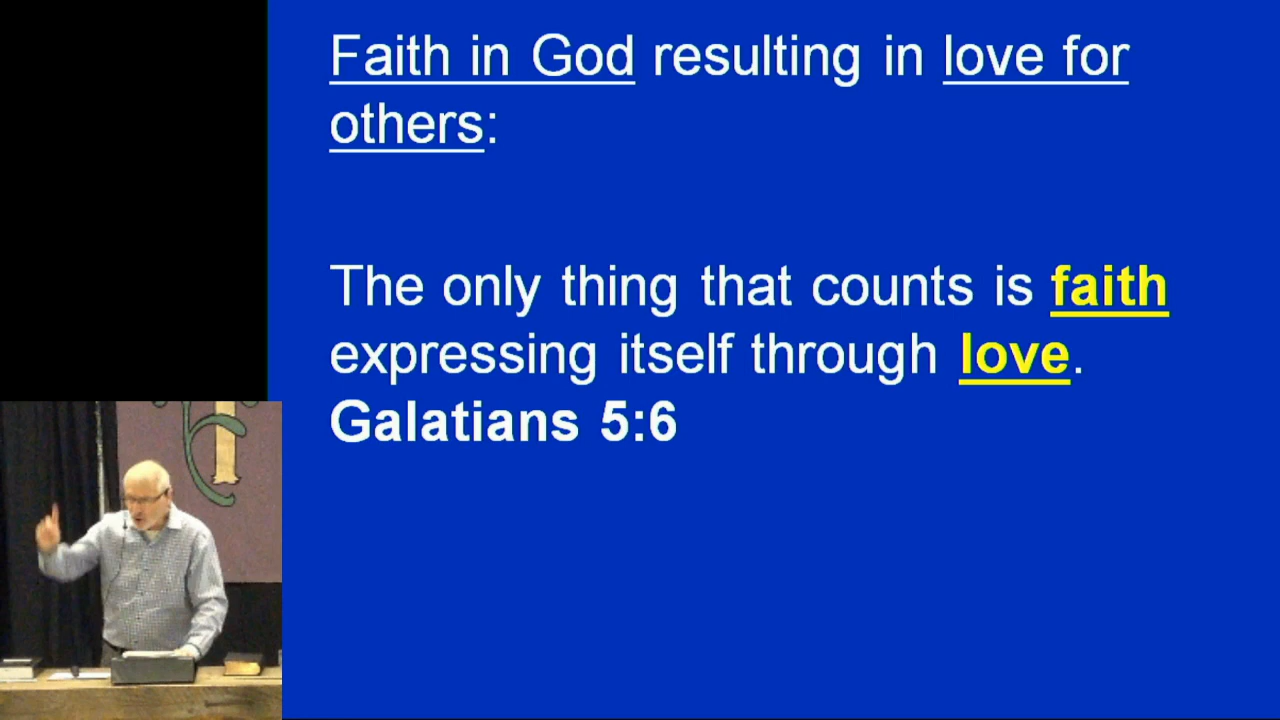 Faith in God resulting in love for
others:
The only thing that counts is faith
expressing itself through love.
Galatians 5:6